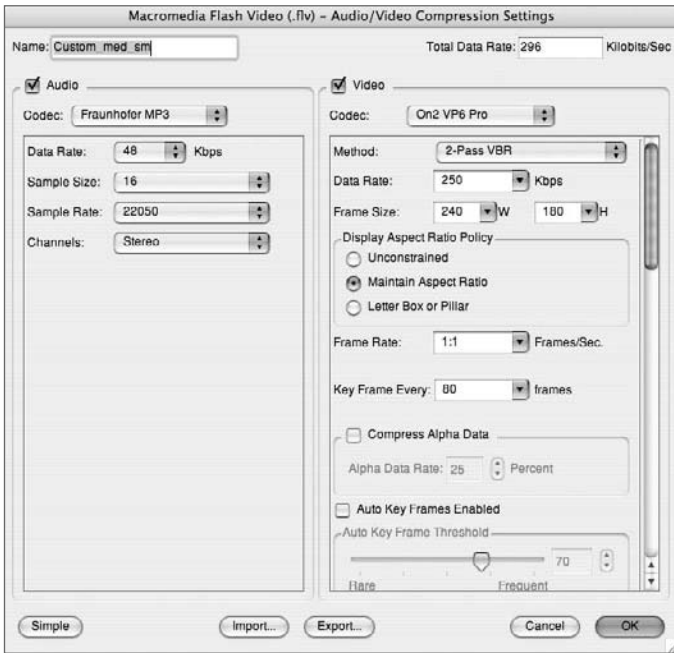 Macromedia Flash Video (.flv) – Audio/Video Compression Settings
Name: Custom_med_sm
Total Data Rate: 296 Kilobits/Sec
Audio
Codec: Fraunhofer MP3
Data Rate: 48 Kbps
Sample Size: 16
Sample Rate: 22050
Channels: Stereo
Video
Codec: On2 VP6 Pro
Method: 2-Pass VBR
Data Rate: 250 Kbps
Frame Size: 240 W 180 H
Display Aspect Ratio Policy
Unconstrained
Maintain Aspect Ratio
Letter Box or Pillar
Frame Rate: 1:1 Frames/Sec.
Key Frame Every: 80 frames
Compress Alpha Data
Alpha Data Rate: 25 Percent
Auto Key Frames Enabled
Auto Key Frame Threshold
70
Rare Frequent
Simple Import... Export... Cancel OK